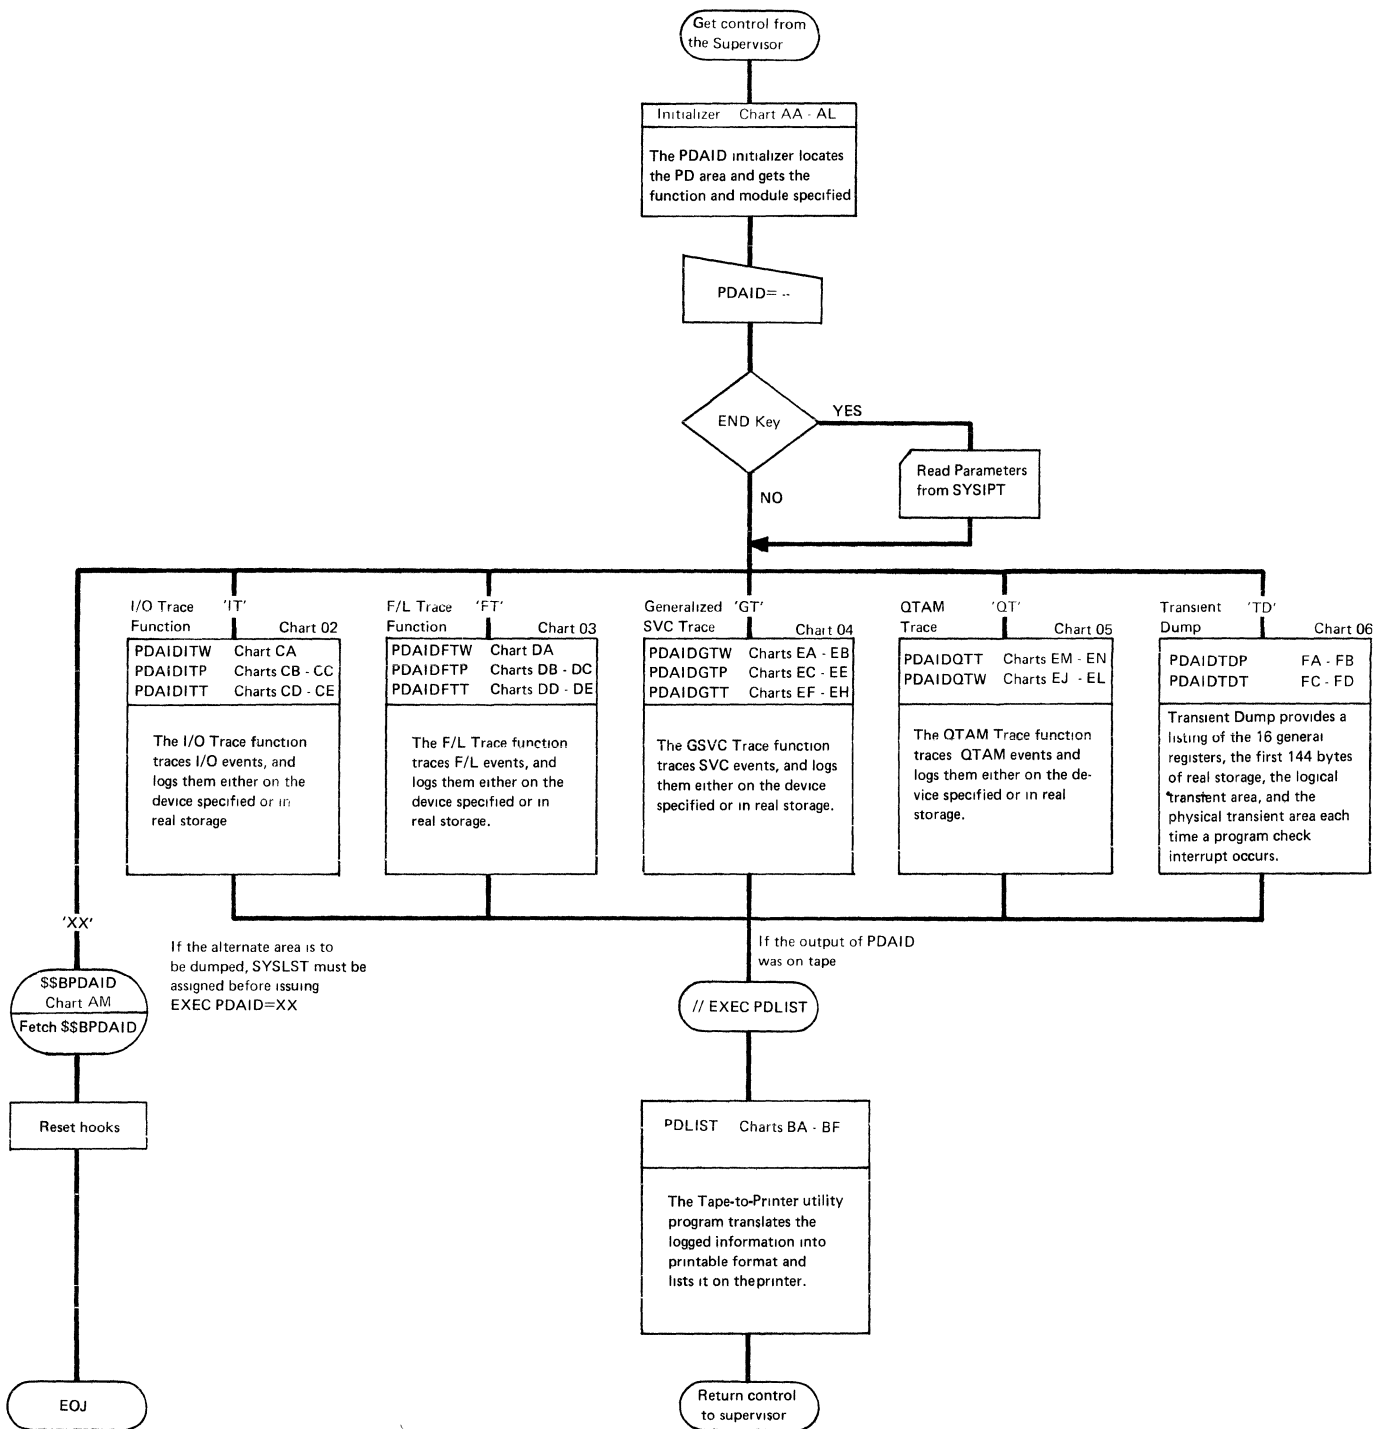 Get control from
the Supervisor
Initializer Chart AA - AL
The PDAID initializer locates
the PD area and gets the
function and module specified
PDAID= --
END Key
YES
Read Parameters
from SYSIPT
NO
I/O Trace 'IT'
Function Chart 02
PDAIDITW Chart CA
PDAIDITP Charts CB - CC
PDAIDITT Charts CD - CE
The I/O Trace function
traces I/O events, and
logs them either on the
device specified or in
real storage
F/L Trace 'FT'
Function Chart 03
PDAIDFTW Chart DA
PDAIDFTP Charts DB - DC
PDAIDFTT Charts DD - DE
The F/L Trace function
traces F/L events, and
logs them either on the
device specified or in
real storage.
Generalized 'GT'
SVC Trace Chart 04
PDAIDGTW Charts EA - EB
PDAIDGTP Charts EC - EE
PDAIDGTT Charts EF - EH
The GSVC Trace function
traces SVC events, and logs
them either on the device
specified or in real storage.
QTAM 'QT'
Trace Chart 05
PDAIDQTT Charts EM - EN
PDAIDQTW Charts EJ - EL
The QTAM Trace function
traces QTAM events and
logs them either on the de-
vice specified or in real
storage.
Transient 'TD'
Dump Chart 06
PDAIDTDP FA - FB
PDAIDTDT FC - FD
Transient Dump provides a
listing of the 16 general
registers, the first 144 bytes
of real storage, the logical
transient area, and the
physical transient area each
time a program check
interrupt occurs.
'XX'
If the alternate area is to
be dumped, SYSLST must be
assigned before issuing
EXEC PDAID=XX
If the output of PDAID
was on tape
$$BPDAID
Chart AM
Fetch $$BPDAID
// EXEC PDLIST
Reset hooks
PDLIST Charts BA - BF
The Tape-to-Printer utility
program translates the
logged information into
printable format and
lists it on theprinter.
EOJ
Return control
to supervisor